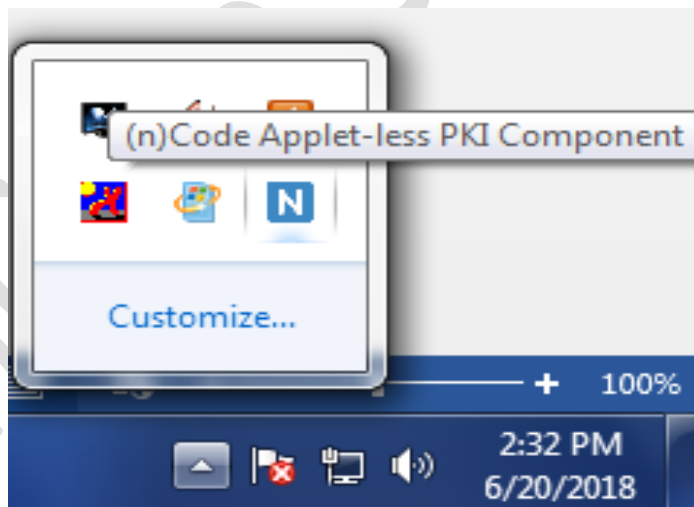 (n)Code Applet-less PKI Component
N
Customize...
100%
2:32 PM
6/20/2018